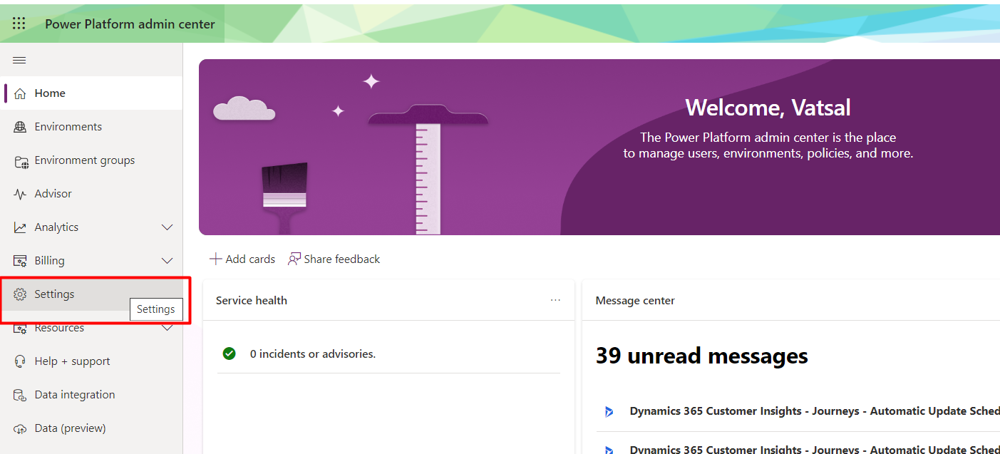 Power Platform admin center
Home
Environments
Environment groups
Advisor
Analytics
Billing
Settings
Settings
Resources
Help + support
Data integration
Data (preview)
Welcome, Vatsal
The Power Platform admin center is the place
to manage users, environments, policies, and more.
Add cards
Share feedback
Service health
0 incidents or advisories.
Message center
39 unread messages
Dynamics 365 Customer Insights - Journeys - Automatic Update Sched
Dynamics 365 Customer Insights - Journeys - Automatic Update Sched